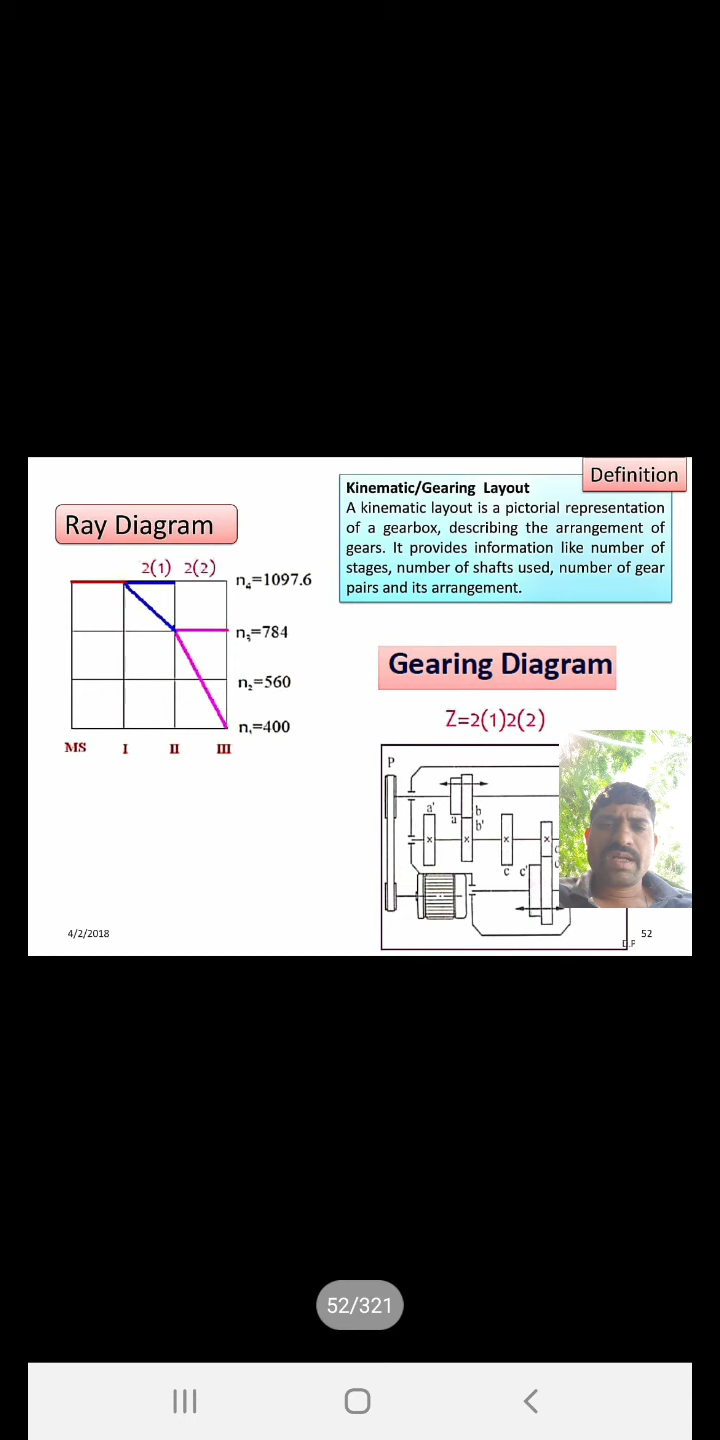 Definition
Kinematic/Gearing Layout
A kinematic layout is a pictorial representation
of a gearbox, describing the arrangement of
gears. It provides information like number of
stages, number of shafts used, number of gear
pairs and its arrangement.
Ray Diagram
2(1) 2(2)
n₄=1097.6
n₃=784
n₂=560
n₁=400
MS I II III
Gearing Diagram
Z=2(1)2(2)
P
a' a b
b'
c c'
4/2/2018
52
52/321